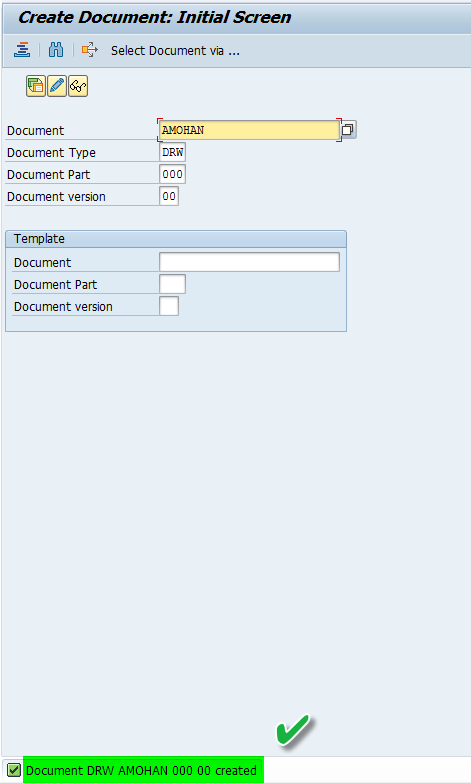 Create Document: Initial Screen
Select Document via ...
Document AMOHAN
Document Type DRW
Document Part 000
Document version 00
Template
Document
Document Part
Document version
Document DRW AMOHAN 000 00 created